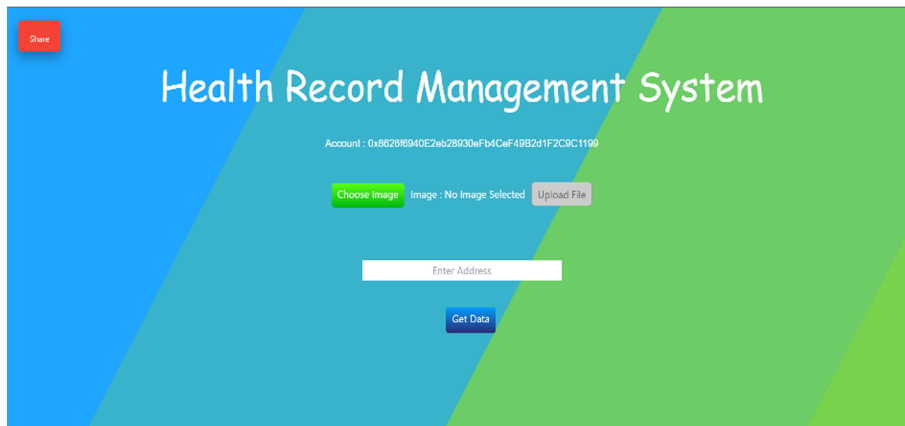 Share
Health Record Management System
Account : 0x8626f6940E2eb28930eFb4CeF49B2d1F2C9C1199
Choose Image Image : No Image Selected Upload File
Enter Address
Get Data